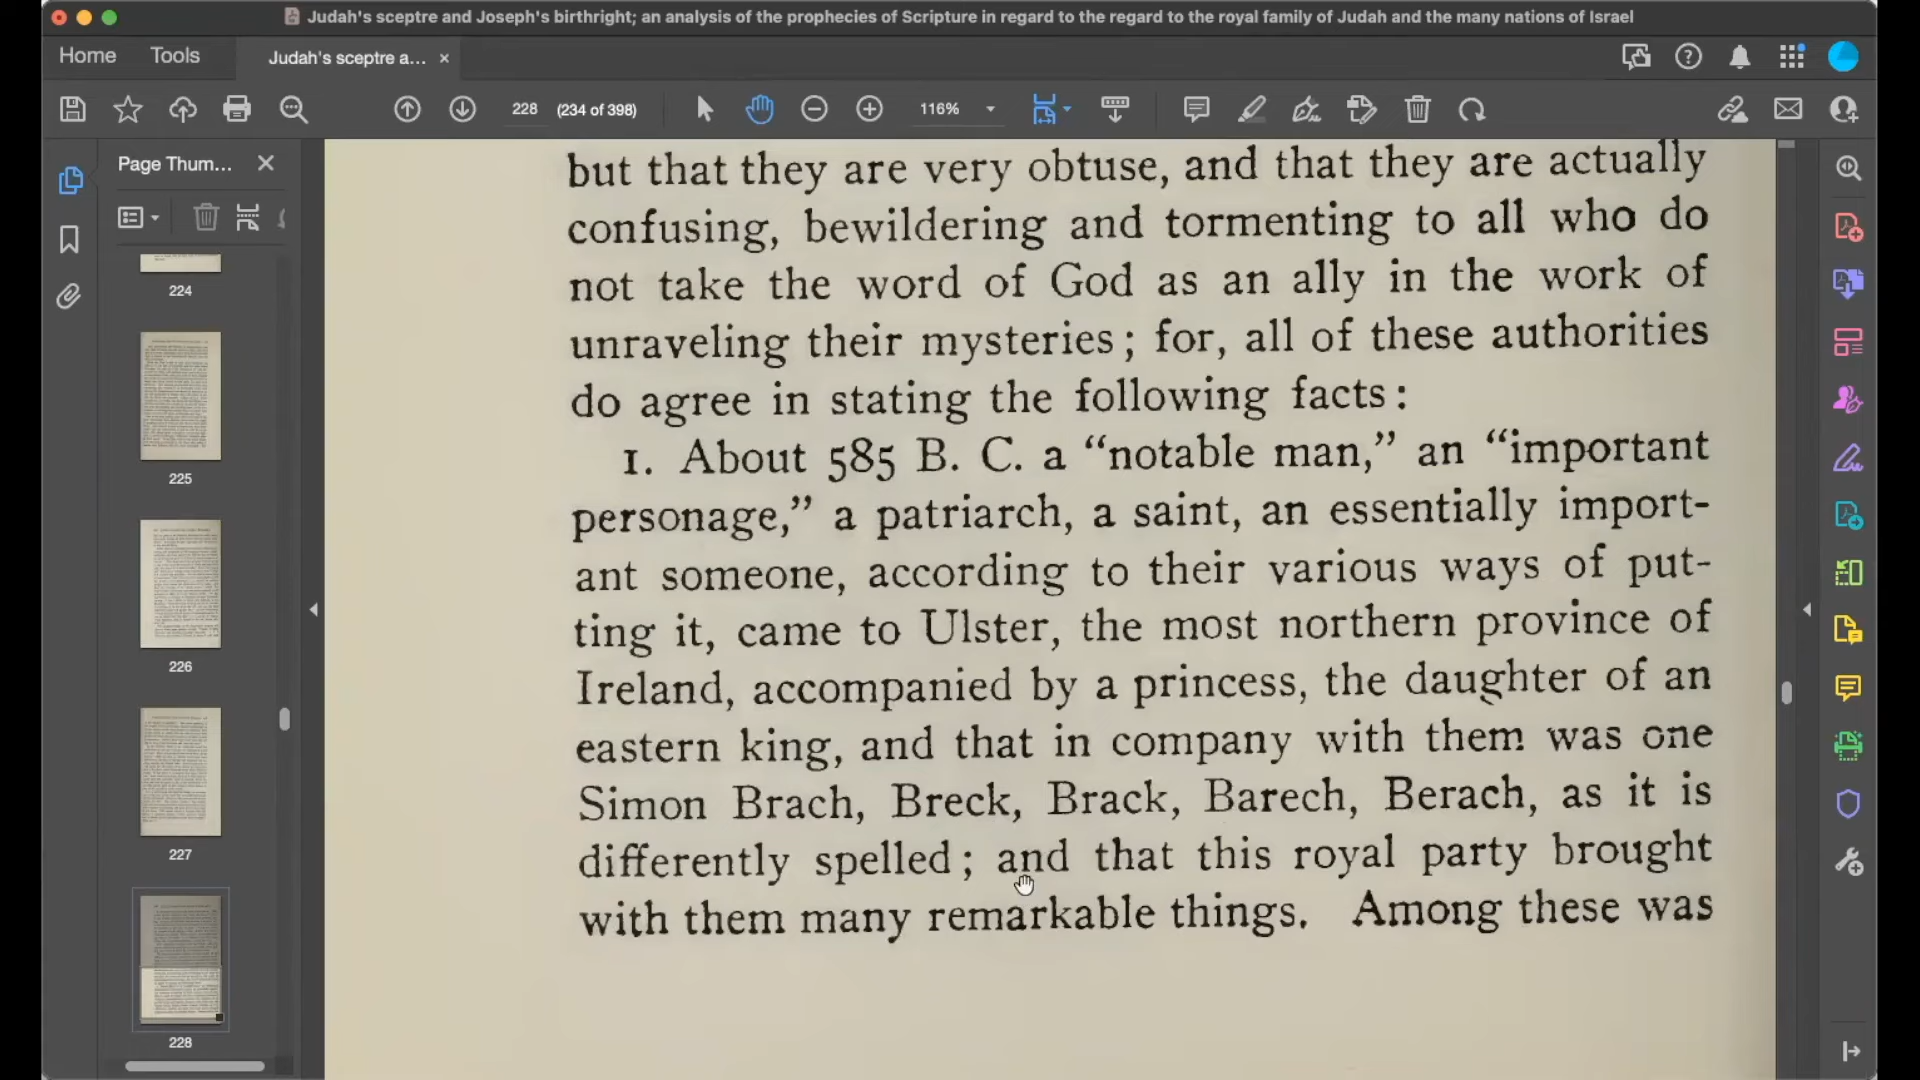 Judah's sceptre and Joseph's birthright; an analysis of the prophecies of Scripture in regard to the regard to the royal family of Judah and the many nations of Israel
Home Tools Judah's sceptre a...
228 (234 of 398) 116%
Page Thum...
224
225
226
227
228
but that they are very obtuse, and that they are actually
confusing, bewildering and tormenting to all who do
not take the word of God as an ally in the work of
unraveling their mysteries; for, all of these authorities
do agree in stating the following facts:
1. About 585 B. C. a “notable man,” an “important
personage,” a patriarch, a saint, an essentially import-
ant someone, according to their various ways of put-
ting it, came to Ulster, the most northern province of
Ireland, accompanied by a princess, the daughter of an
eastern king, and that in company with them was one
Simon Brach, Breck, Brack, Barech, Berach, as it is
differently spelled; and that this royal party brought
with them many remarkable things. Among these was